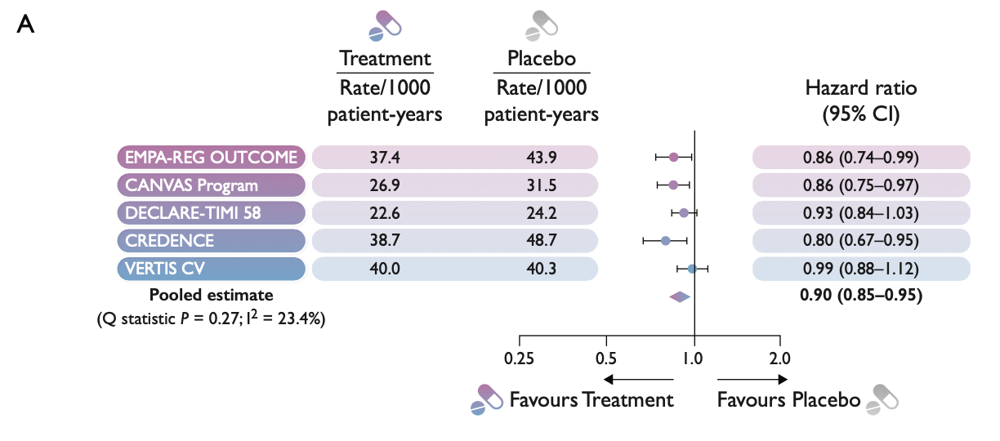 A
Treatment Placebo
Rate/1000 patient-years Rate/1000 patient-years Hazard ratio (95% CI)
EMPA-REG OUTCOME 37.4 43.9 0.86 (0.74–0.99)
CANVAS Program 26.9 31.5 0.86 (0.75–0.97)
DECLARE-TIMI 58 22.6 24.2 0.93 (0.84–1.03)
CREDENCE 38.7 48.7 0.80 (0.67–0.95)
VERTIS CV 40.0 40.3 0.99 (0.88–1.12)
Pooled estimate 0.90 (0.85–0.95)
(Q statistic P = 0.27; I² = 23.4%)
0.25 0.5 1.0 2.0
Favours Treatment Favours Placebo